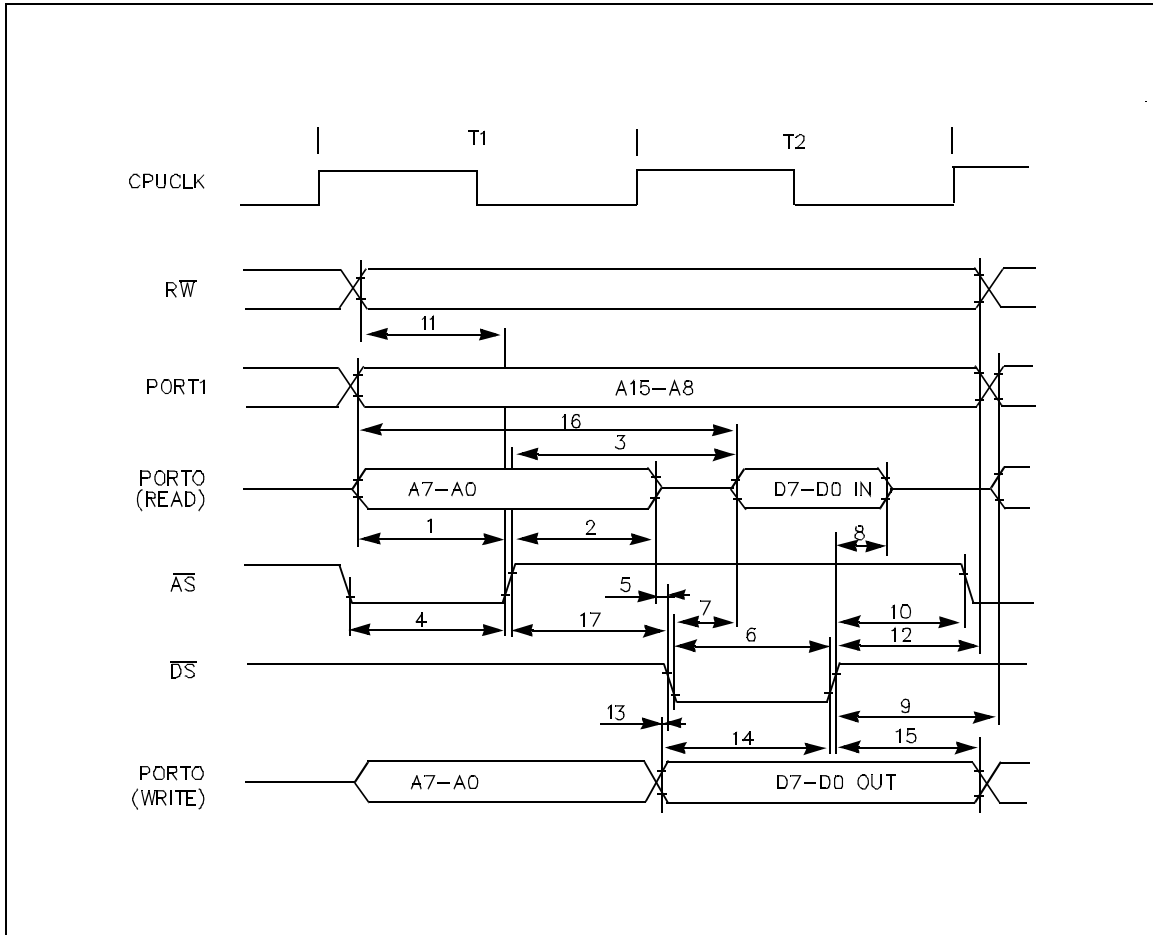 T1 T2
CPUCLK
RW̅
11
PORT1 A15-A8
16
3
PORT0
(READ) A7-A0 D7-D0 IN
1 2 8
A̅S̅
5 7 10
4 17 6 12
D̅S̅
13 9
14 15
PORT0
(WRITE) A7-A0 D7-D0 OUT